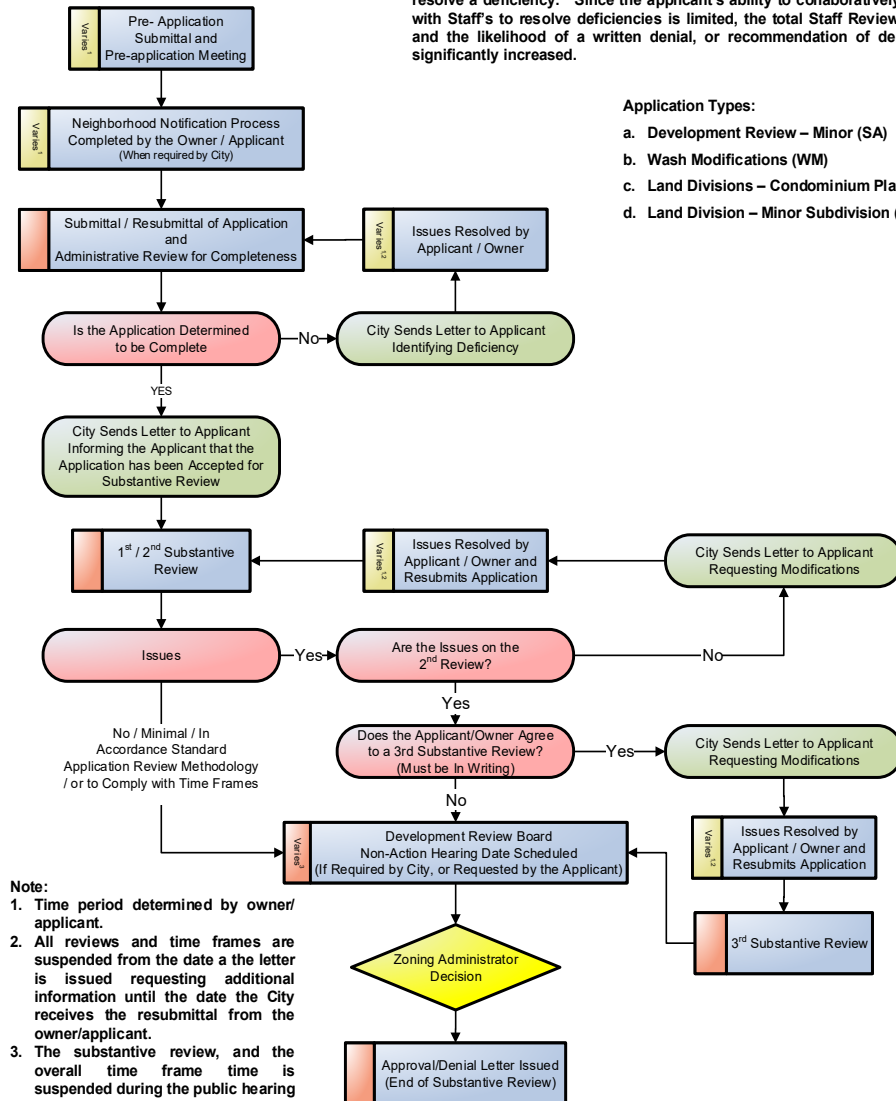 resolve a deficiency. Since the applicant's ability to collaboratively
with Staff's to resolve deficiencies is limited, the total Staff Review
and the likelihood of a written denial, or recommendation of de
significantly increased.
Application Types:
a. Development Review – Minor (SA)
b. Wash Modifications (WM)
c. Land Divisions – Condominium Pla
d. Land Division – Minor Subdivision
Varies1
Pre- Application
Submittal and
Pre-application Meeting
Varies1
Neighborhood Notification Process
Completed by the Owner / Applicant
(When required by City)
Submittal / Resubmittal of Application
and
Administrative Review for Completeness
Varies1,2
Issues Resolved by
Applicant / Owner
Is the Application Determined
to be Complete
No
City Sends Letter to Applicant
Identifying Deficiency
YES
City Sends Letter to Applicant
Informing the Applicant that the
Application has been Accepted for
Substantive Review
1st / 2nd Substantive
Review
Varies1,2
Issues Resolved by
Applicant / Owner and
Resubmits Application
City Sends Letter to Applicant
Requesting Modifications
Issues
Yes
Are the Issues on the
2nd Review?
No
Yes
No / Minimal / In
Accordance Standard
Application Review Methodology
/ or to Comply with Time Frames
Does the Applicant/Owner Agree
to a 3rd Substantive Review?
(Must be In Writing)
Yes
City Sends Letter to Applicant
Requesting Modifications
No
Varies3
Development Review Board
Non-Action Hearing Date Scheduled
(If Required by City, or Requested by the Applicant)
Varies1,2
Issues Resolved by
Applicant / Owner and
Resubmits Application
3rd Substantive Review
Zoning Administrator
Decision
Approval/Denial Letter Issued
(End of Substantive Review)
Note:
1. Time period determined by owner/
applicant.
2. All reviews and time frames are
suspended from the date a the letter
is issued requesting additional
information until the date the City
receives the resubmittal from the
owner/applicant.
3. The substantive review, and the
overall time frame time is
suspended during the public hearing